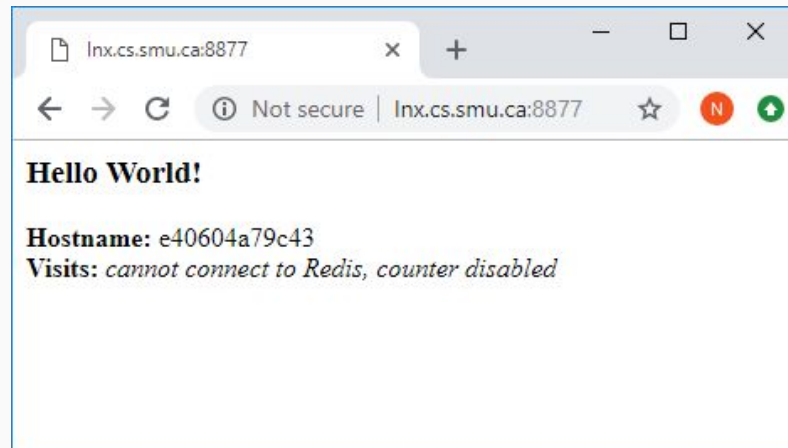 lnx.cs.smu.ca:8877
Not secure | lnx.cs.smu.ca:8877 N
Hello World!
Hostname: e40604a79c43
Visits: cannot connect to Redis, counter disabled